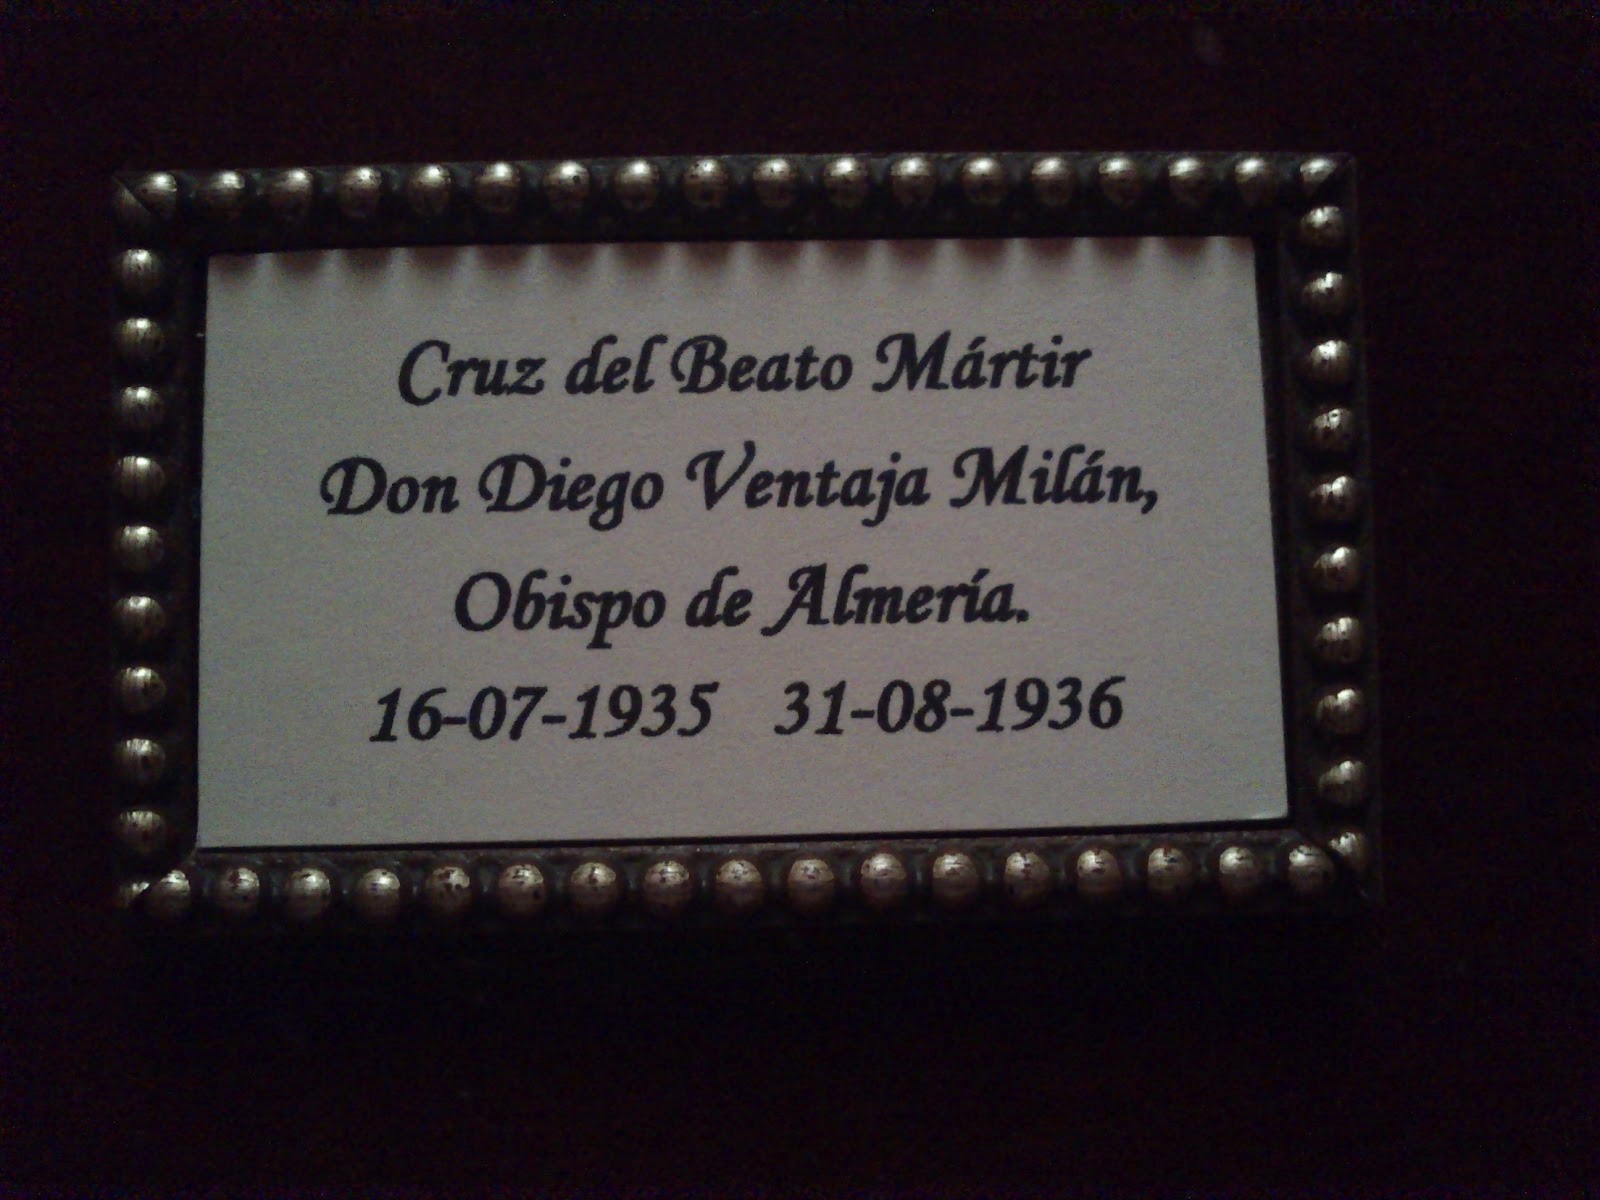 Cruz del Beato Mártir
Don Diego Ventaja Milán,
Obispo de Almería.
16-07-1935 31-08-1936